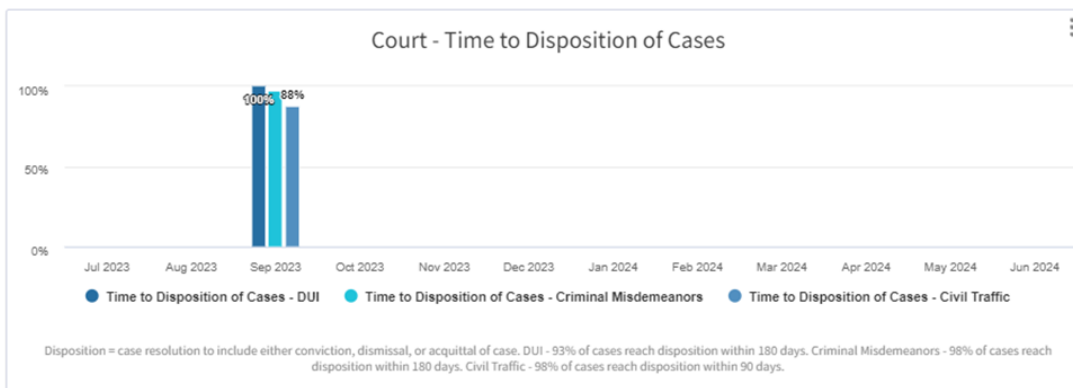 Court - Time to Disposition of Cases
100%
100%
88%
50%
0%
Jul 2023 Aug 2023 Sep 2023 Oct 2023 Nov 2023 Dec 2023 Jan 2024 Feb 2024 Mar 2024 Apr 2024 May 2024 Jun 2024
Time to Disposition of Cases - DUI Time to Disposition of Cases - Criminal Misdemeanors Time to Disposition of Cases - Civil Traffic
Disposition = case resolution to include either conviction, dismissal, or acquittal of case. DUI - 93% of cases reach disposition within 180 days. Criminal Misdemeanors - 98% of cases reach
disposition within 180 days. Civil Traffic - 98% of cases reach disposition within 90 days.